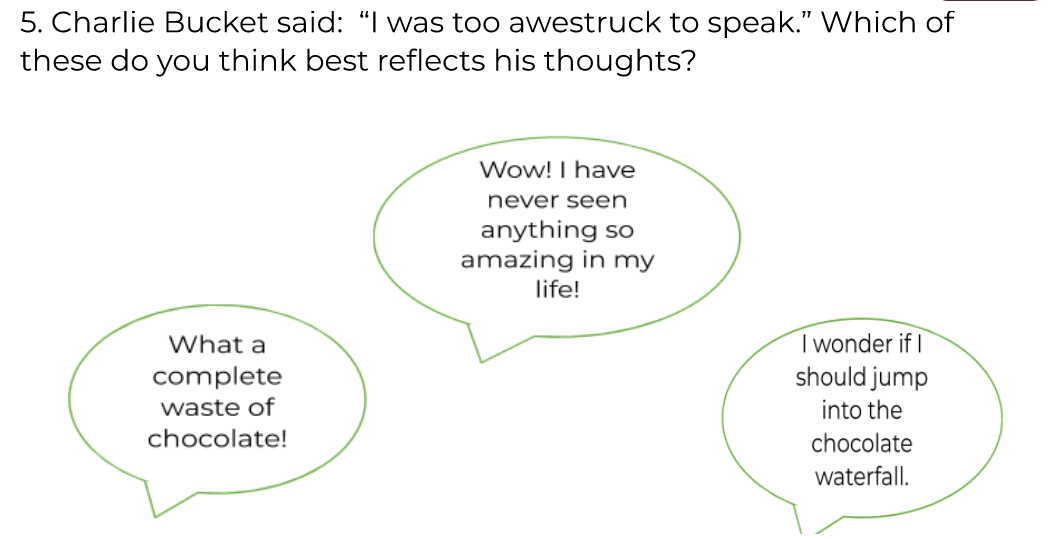 5. Charlie Bucket said:  “I was too awestruck to speak.” Which of
these do you think best reflects his thoughts?
Wow! I have
never seen
anything so
amazing in my
life!
What a
complete
waste of
chocolate!
I wonder if I
should jump
into the
chocolate
waterfall.